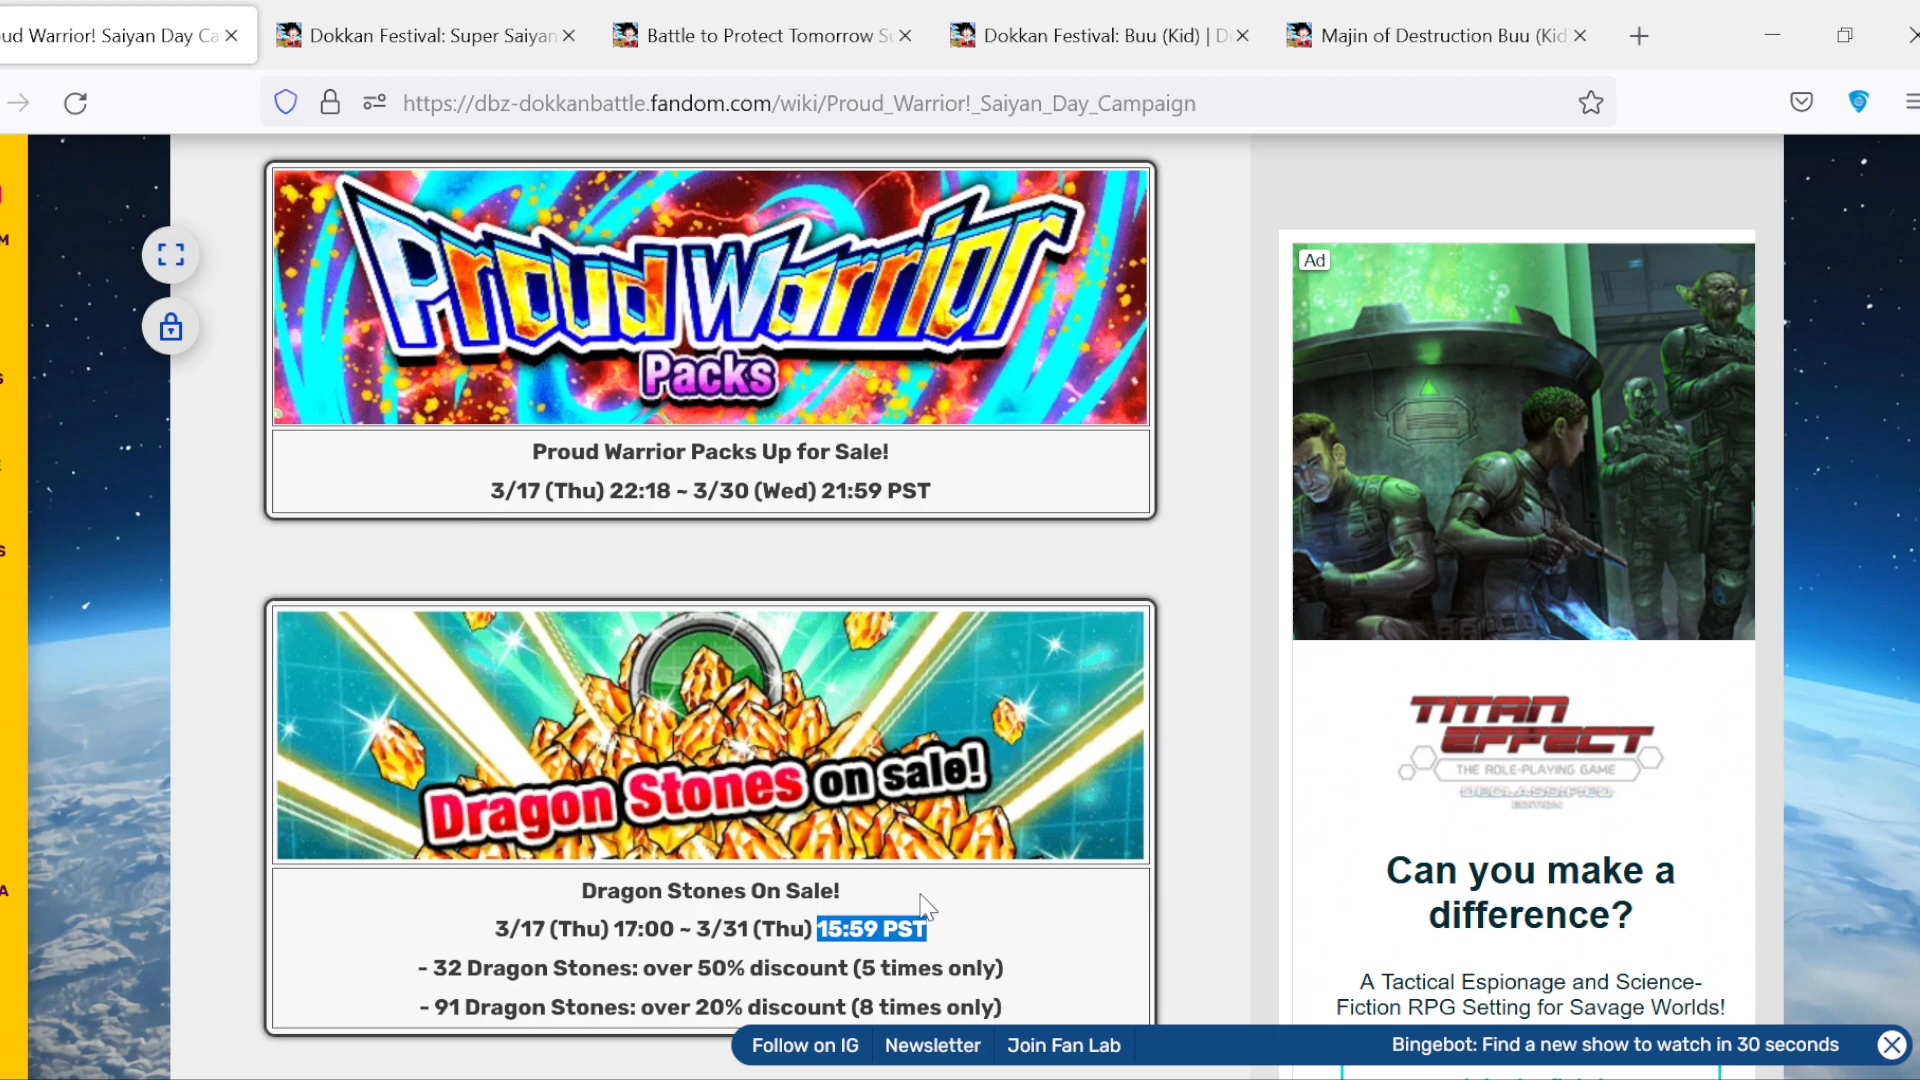 oud Warrior! Saiyan Day Ca
Dokkan Festival: Super Saiyan
Battle to Protect Tomorrow Su
Dokkan Festival: Buu (Kid) | D
Majin of Destruction Buu (Kid
https://dbz-dokkanbattle.fandom.com/wiki/Proud_Warrior!_Saiyan_Day_Campaign
M
S
S
A
Proud Warrior
Packs
Proud Warrior Packs Up for Sale!
3/17 (Thu) 22:18 ~ 3/30 (Wed) 21:59 PST
Dragon Stones on sale!
Dragon Stones On Sale!
3/17 (Thu) 17:00 ~ 3/31 (Thu) 15:59 PST
- 32 Dragon Stones: over 50% discount (5 times only)
- 91 Dragon Stones: over 20% discount (8 times only)
Ad
TITAN
EFFECT
THE ROLE-PLAYING GAME
DECLASSIFIED
EDITION
Can you make a
difference?
A Tactical Espionage and Science-
Fiction RPG Setting for Savage Worlds!
Follow on IG
Newsletter
Join Fan Lab
Bingebot: Find a new show to watch in 30 seconds